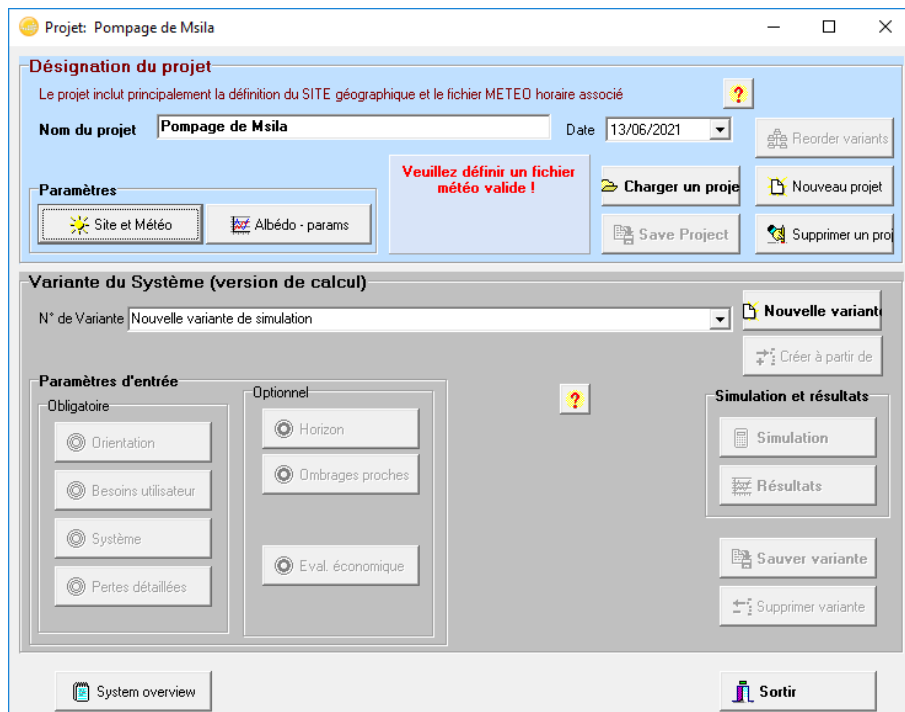 Projet: Pompage de Msila
Désignation du projet
Le projet inclut principalement la définition du SITE géographique et le fichier METEO horaire associé
?
Nom du projet Pompage de Msila Date 13/06/2021
Reorder variants
Veuillez définir un fichier
météo valide !
Paramètres
Site et Météo Albédo - params
Charger un proje Nouveau projet
Save Project Supprimer un proj
Variante du Système (version de calcul)
N° de Variante Nouvelle variante de simulation
Nouvelle variant
Créer à partir de
Paramètres d'entrée
Obligatoire
Orientation
Besoins utilisateur
Système
Pertes détaillées
Optionnel
Horizon
Ombrages proches
Eval. économique
?
Simulation et résultats
Simulation
Résultats
Sauver variante
Supprimer variante
System overview Sortir